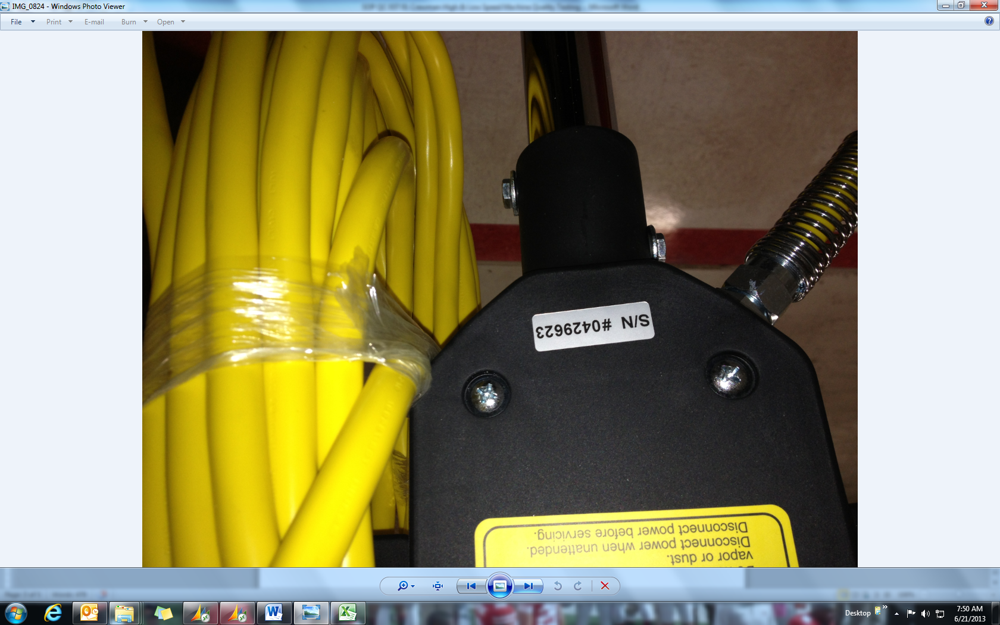 IMG_0824 - Windows Photo Viewer
File Print E-mail Burn Open
S/N #0429623
vapor or dust.
Disconnect power when unattended.
Disconnect power before servicing.
Desktop
7:50 AM
6/21/2013